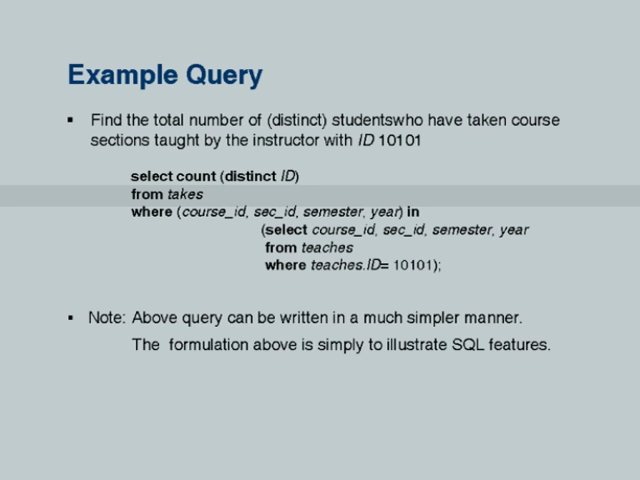 Example Query
▪ Find the total number of (distinct) studentswho have taken course
sections taught by the instructor with ID 10101
select count (distinct ID)
from takes
where (course_id, sec_id, semester, year) in
(select course_id, sec_id, semester, year
from teaches
where teaches.ID= 10101);
▪ Note: Above query can be written in a much simpler manner.
The formulation above is simply to illustrate SQL features.